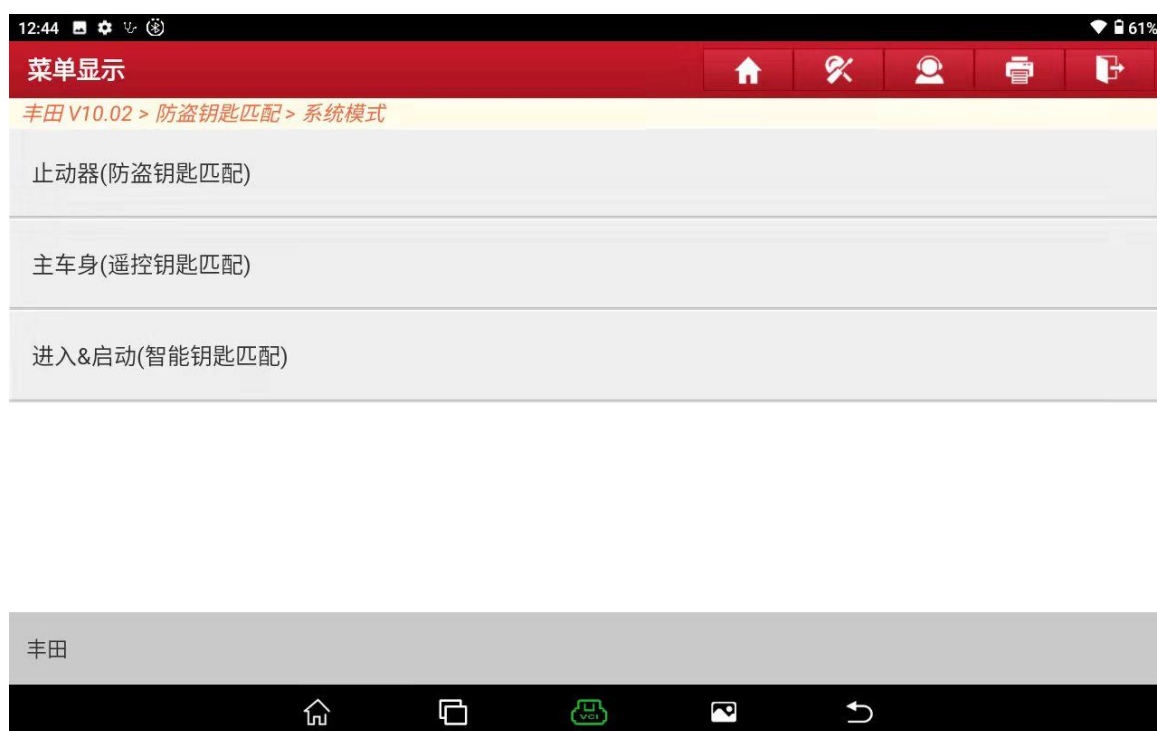 12:44
61%
菜单显示
丰田 V10.02 > 防盗钥匙匹配 > 系统模式
止动器(防盗钥匙匹配)
主车身(遥控钥匙匹配)
进入&启动(智能钥匙匹配)
丰田
VCI